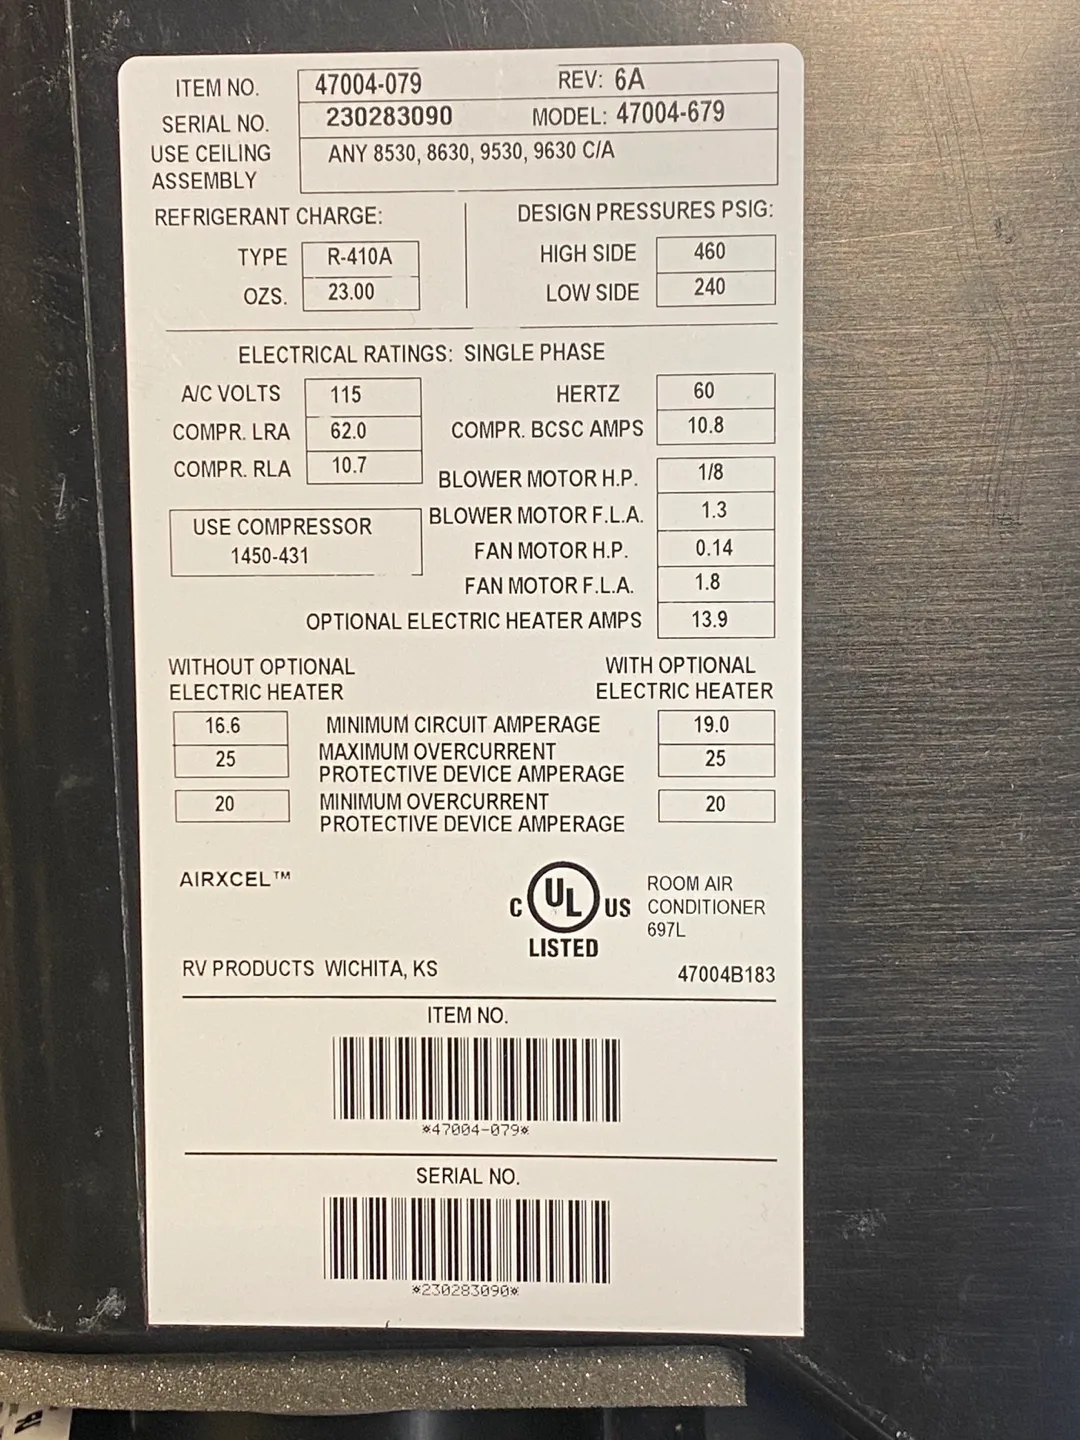 ITEM NO. 47004-079 REV: 6A
SERIAL NO. 230283090 MODEL: 47004-679
USE CEILING ASSEMBLY ANY 8530, 8630, 9530, 9630 C/A
REFRIGERANT CHARGE:
TYPE R-410A
OZS. 23.00
DESIGN PRESSURES PSIG:
HIGH SIDE 460
LOW SIDE 240
ELECTRICAL RATINGS: SINGLE PHASE
A/C VOLTS 115
COMPR. LRA 62.0
COMPR. RLA 10.7
USE COMPRESSOR
1450-431
HERTZ 60
COMPR. BCSC AMPS 10.8
BLOWER MOTOR H.P. 1/8
BLOWER MOTOR F.L.A. 1.3
FAN MOTOR H.P. 0.14
FAN MOTOR F.L.A. 1.8
OPTIONAL ELECTRIC HEATER AMPS 13.9
WITHOUT OPTIONAL
ELECTRIC HEATER
WITH OPTIONAL
ELECTRIC HEATER
16.6 MINIMUM CIRCUIT AMPERAGE 19.0
25 MAXIMUM OVERCURRENT PROTECTIVE DEVICE AMPERAGE 25
20 MINIMUM OVERCURRENT PROTECTIVE DEVICE AMPERAGE 20
AIRXCEL™
C UL US
LISTED
ROOM AIR
CONDITIONER
697L
RV PRODUCTS WICHITA, KS
47004B183
ITEM NO.
*47004-079*
SERIAL NO.
*230283090*